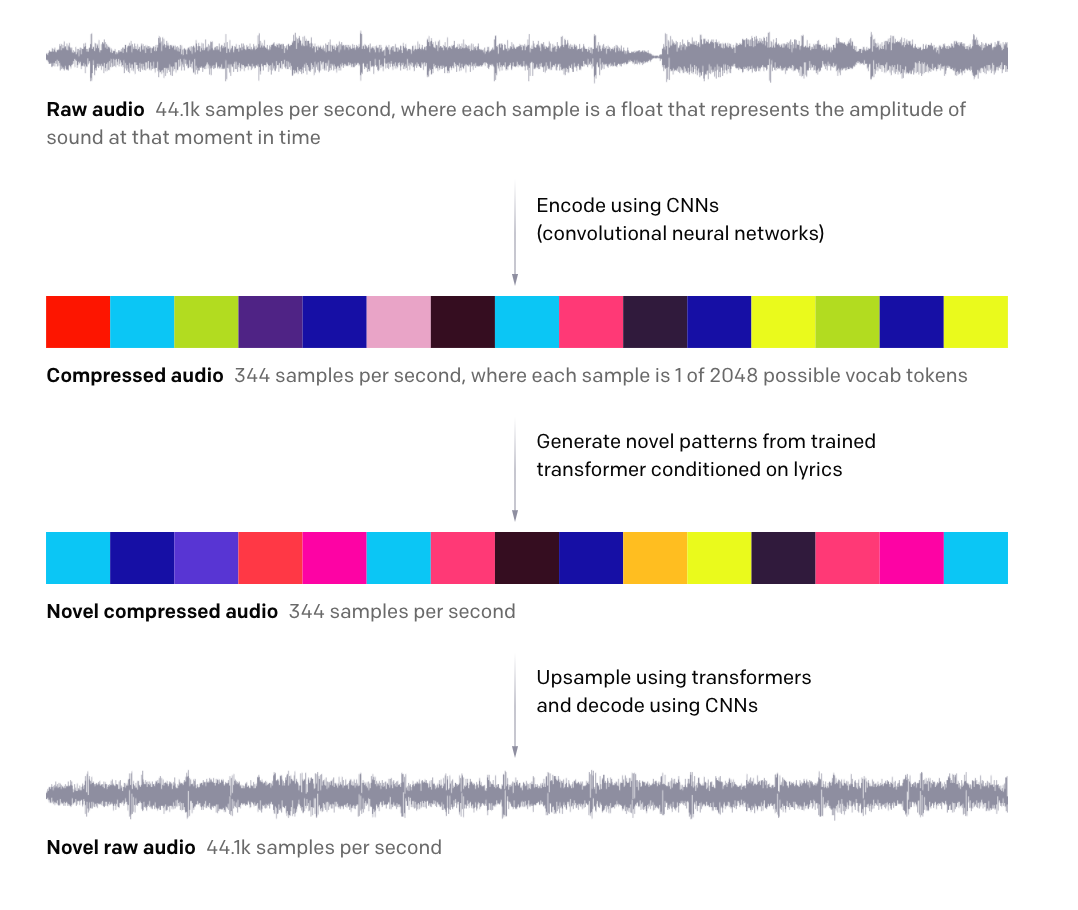 Raw audio 44.1k samples per second, where each sample is a float that represents the amplitude of
sound at that moment in time
Encode using CNNs
(convolutional neural networks)
Compressed audio 344 samples per second, where each sample is 1 of 2048 possible vocab tokens
Generate novel patterns from trained
transformer conditioned on lyrics
Novel compressed audio 344 samples per second
Upsample using transformers
and decode using CNNs
Novel raw audio 44.1k samples per second